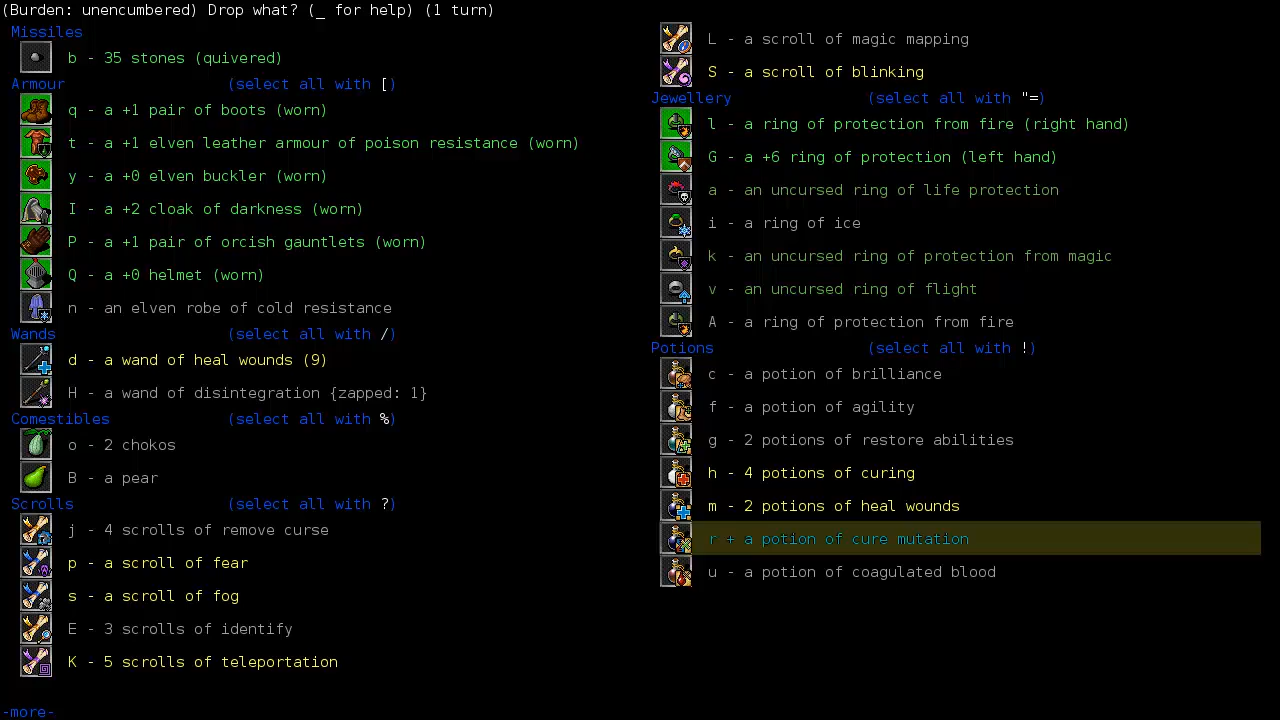 (Burden: unencumbered) Drop what? (_ for help) (1 turn)
Missiles
b - 35 stones (quivered)
Armour (select all with [)
q - a +1 pair of boots (worn)
t - a +1 elven leather armour of poison resistance (worn)
y - a +0 elven buckler (worn)
I - a +2 cloak of darkness (worn)
P - a +1 pair of orcish gauntlets (worn)
Q - a +0 helmet (worn)
n - an elven robe of cold resistance
Wands (select all with /)
d - a wand of heal wounds (9)
H - a wand of disintegration {zapped: 1}
Comestibles (select all with %)
o - 2 chokos
B - a pear
Scrolls (select all with ?)
j - 4 scrolls of remove curse
p - a scroll of fear
s - a scroll of fog
E - 3 scrolls of identify
K - 5 scrolls of teleportation
L - a scroll of magic mapping
S - a scroll of blinking
Jewellery (select all with "=)
l - a ring of protection from fire (right hand)
G - a +6 ring of protection (left hand)
a - an uncursed ring of life protection
i - a ring of ice
k - an uncursed ring of protection from magic
v - an uncursed ring of flight
A - a ring of protection from fire
Potions (select all with !)
c - a potion of brilliance
f - a potion of agility
g - 2 potions of restore abilities
h - 4 potions of curing
m - 2 potions of heal wounds
r + a potion of cure mutation
u - a potion of coagulated blood
-more-